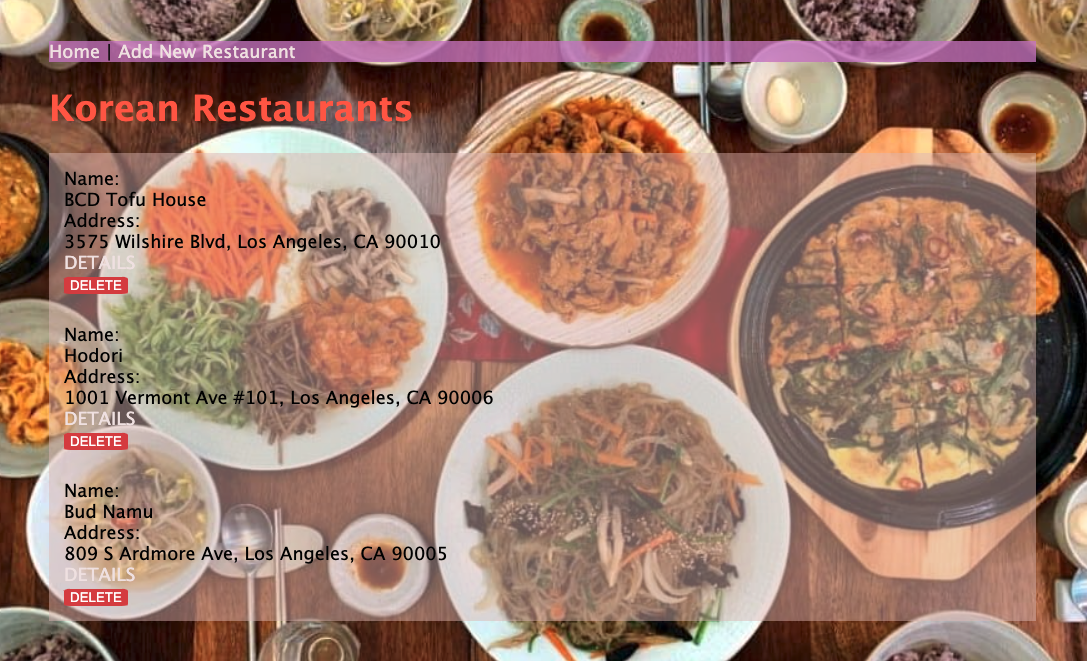 Home | Add New Restaurant
Korean Restaurants
Name:
BCD Tofu House
Address:
3575 Wilshire Blvd, Los Angeles, CA 90010
DETAILS
DELETE
Name:
Hodori
Address:
1001 Vermont Ave #101, Los Angeles, CA 90006
DETAILS
DELETE
Name:
Bud Namu
Address:
809 S Ardmore Ave, Los Angeles, CA 90005
DETAILS
DELETE